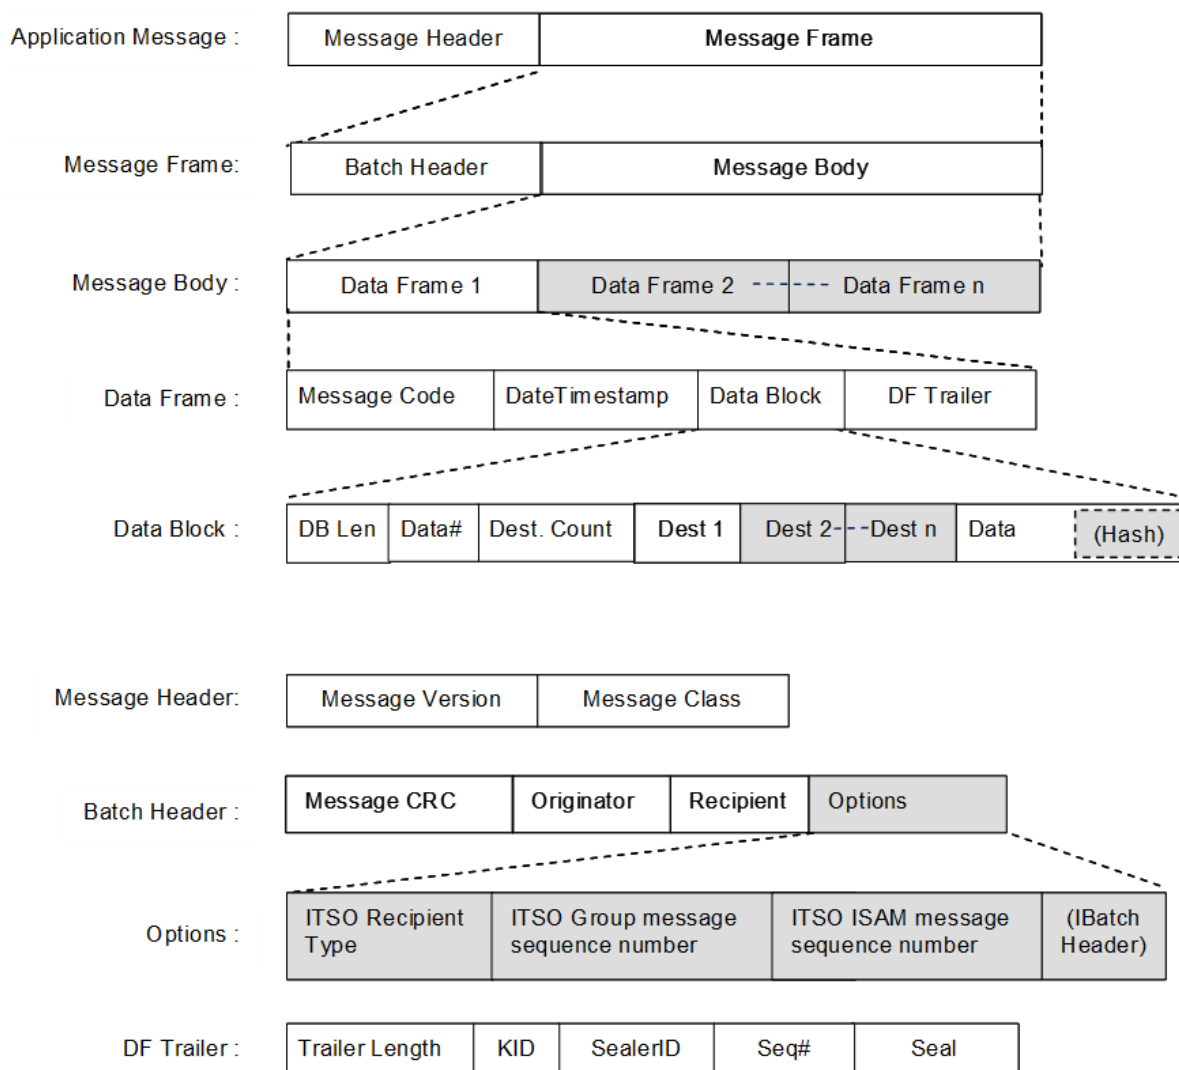 Application Message : Message Header Message Frame
Message Frame: Batch Header Message Body
Message Body : Data Frame 1 Data Frame 2 Data Frame n
Data Frame : Message Code DateTimestamp Data Block DF Trailer
Data Block : DB Len Data# Dest. Count Dest 1 Dest 2 Dest n Data (Hash)
Message Header: Message Version Message Class
Batch Header : Message CRC Originator Recipient Options
Options :
ITSO Recipient
Type
ITSO Group message
sequence number
ITSO ISAM message
sequence number
(IBatch
Header)
DF Trailer : Trailer Length KID SealerID Seq# Seal